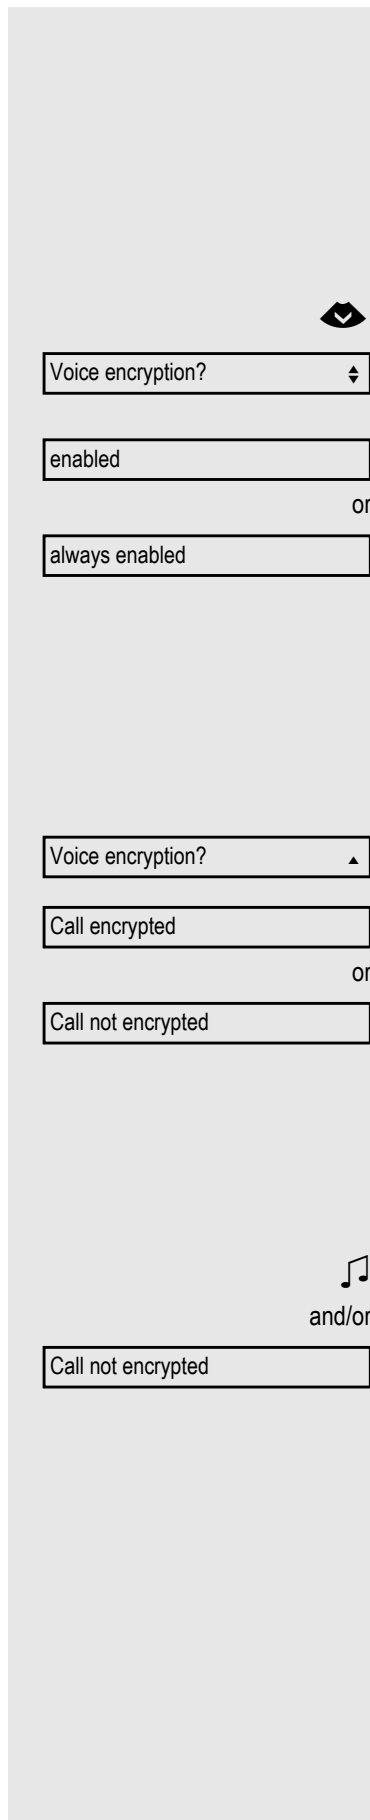 Voice encryption?
enabled
or
always enabled
Voice encryption?
Call encrypted
or
Call not encrypted
and/or
Call not encrypted